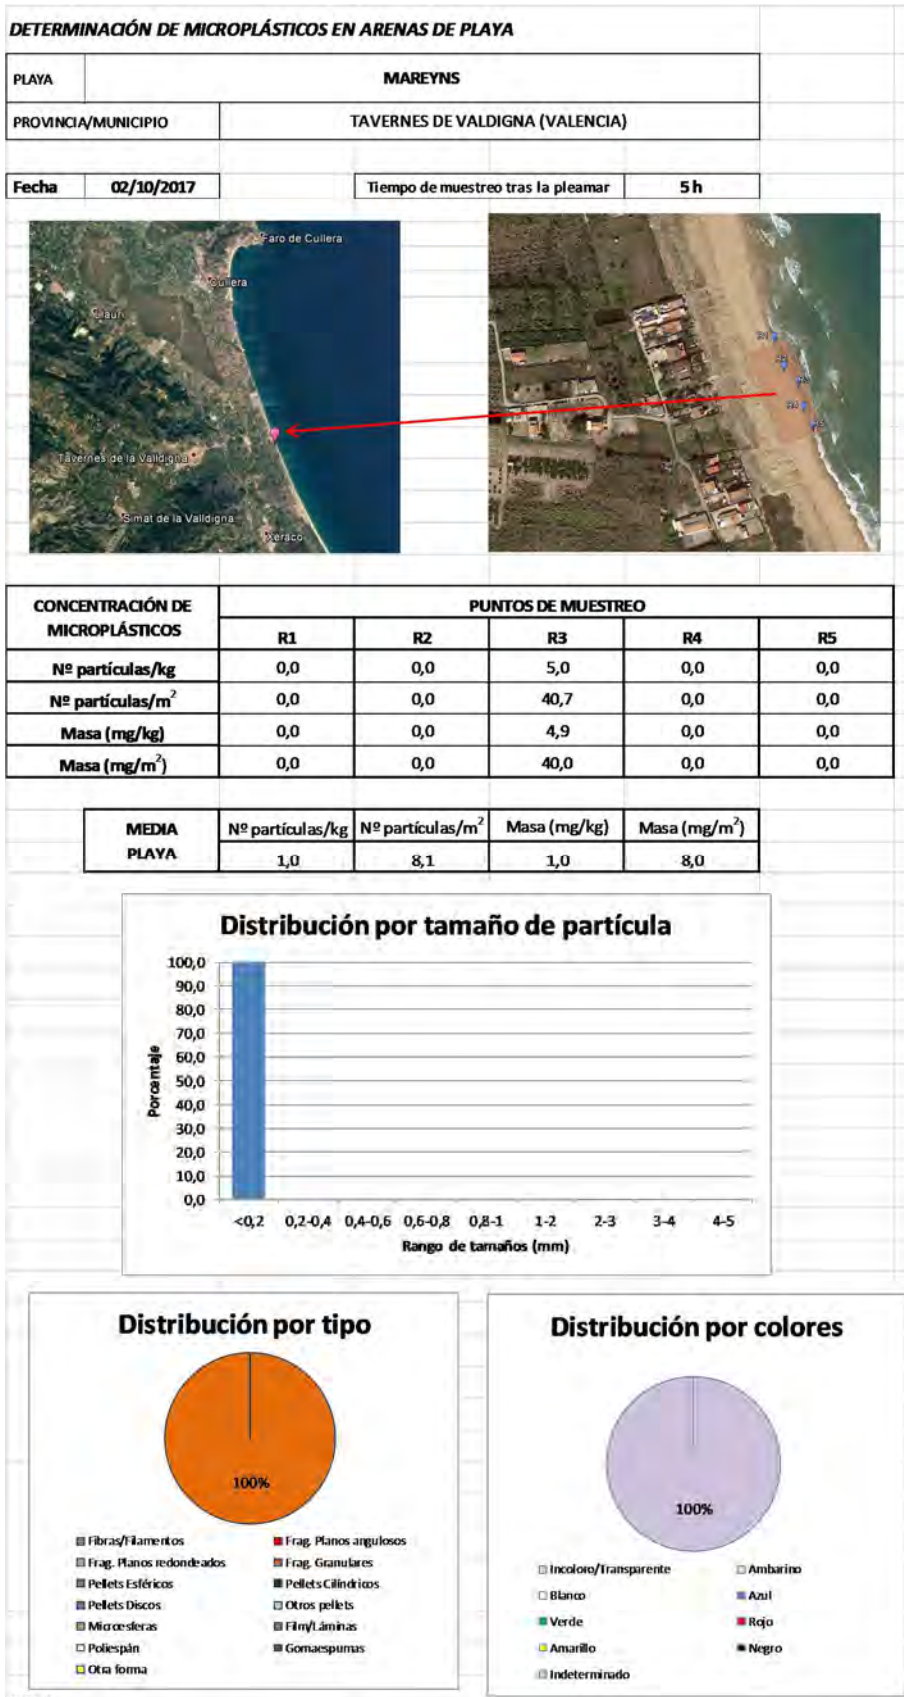 DETERMINACIÓN DE MICROPLÁSTICOS EN ARENAS DE PLAYA
PLAYA MAREYNS
PROVINCIA/MUNICIPIO TAVERNES DE VALDIGNA (VALENCIA)
Fecha 02/10/2017 Tiempo de muestreo tras la pleamar 5 h
Faro de Cullera
Cullera
Llaurí
Tavernes de la Valldigna
Simat de la Valldigna
Xeraco
R1
R2
R3
R4
R5
CONCENTRACIÓN DE MICROPLÁSTICOS PUNTOS DE MUESTREO
R1 R2 R3 R4 R5
Nº partículas/kg 0,0 0,0 5,0 0,0 0,0
Nº partículas/m² 0,0 0,0 40,7 0,0 0,0
Masa (mg/kg) 0,0 0,0 4,9 0,0 0,0
Masa (mg/m²) 0,0 0,0 40,0 0,0 0,0
MEDIA PLAYA Nº partículas/kg Nº partículas/m² Masa (mg/kg) Masa (mg/m²)
1,0 8,1 1,0 8,0
Distribución por tamaño de partícula
Porcentaje
100,0
90,0
80,0
70,0
60,0
50,0
40,0
30,0
20,0
10,0
0,0
<0,2 0,2-0,4 0,4-0,6 0,6-0,8 0,8-1 1-2 2-3 3-4 4-5
Rango de tamaños (mm)
Distribución por tipo
100%
Fibras/Filamentos Frag. Planos angulosos
Frag. Planos redondeados Frag. Granulares
Pellets Esféricos Pellets Cilíndricos
Pellets Discos Otros pellets
Microesferas Film/Láminas
Poliespán Gomaespumas
Otra forma
Distribución por colores
100%
Incoloro/Transparente Ambarino
Blanco Azul
Verde Rojo
Amarillo Negro
Indeterminado